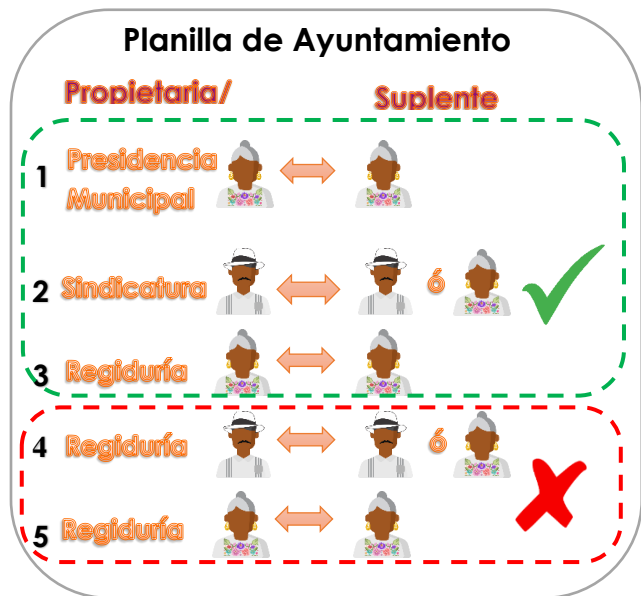 Planilla de Ayuntamiento
Propietaria/ Suplente
1 Presidencia
Municipal
2 Sindicatura ó
3 Regiduría
4 Regiduría ó
5 Regiduría